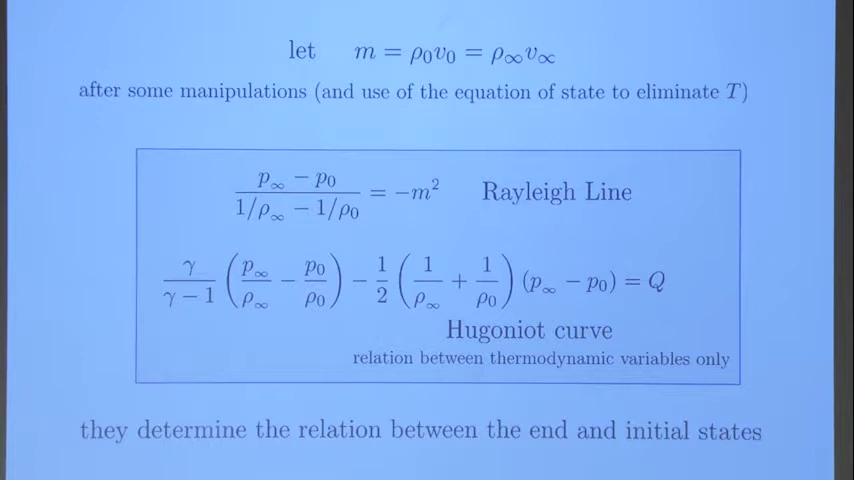 let m = ρ₀v₀ = ρ∞v∞
after some manipulations (and use of the equation of state to eliminate T)
(p∞ − p₀)/(1/ρ∞ − 1/ρ₀) = −m² Rayleigh Line
γ/(γ − 1) (p∞/ρ∞ − p₀/ρ₀) − 1/2 (1/ρ∞ + 1/ρ₀) (p∞ − p₀) = Q
Hugoniot curve
relation between thermodynamic variables only
they determine the relation between the end and initial states